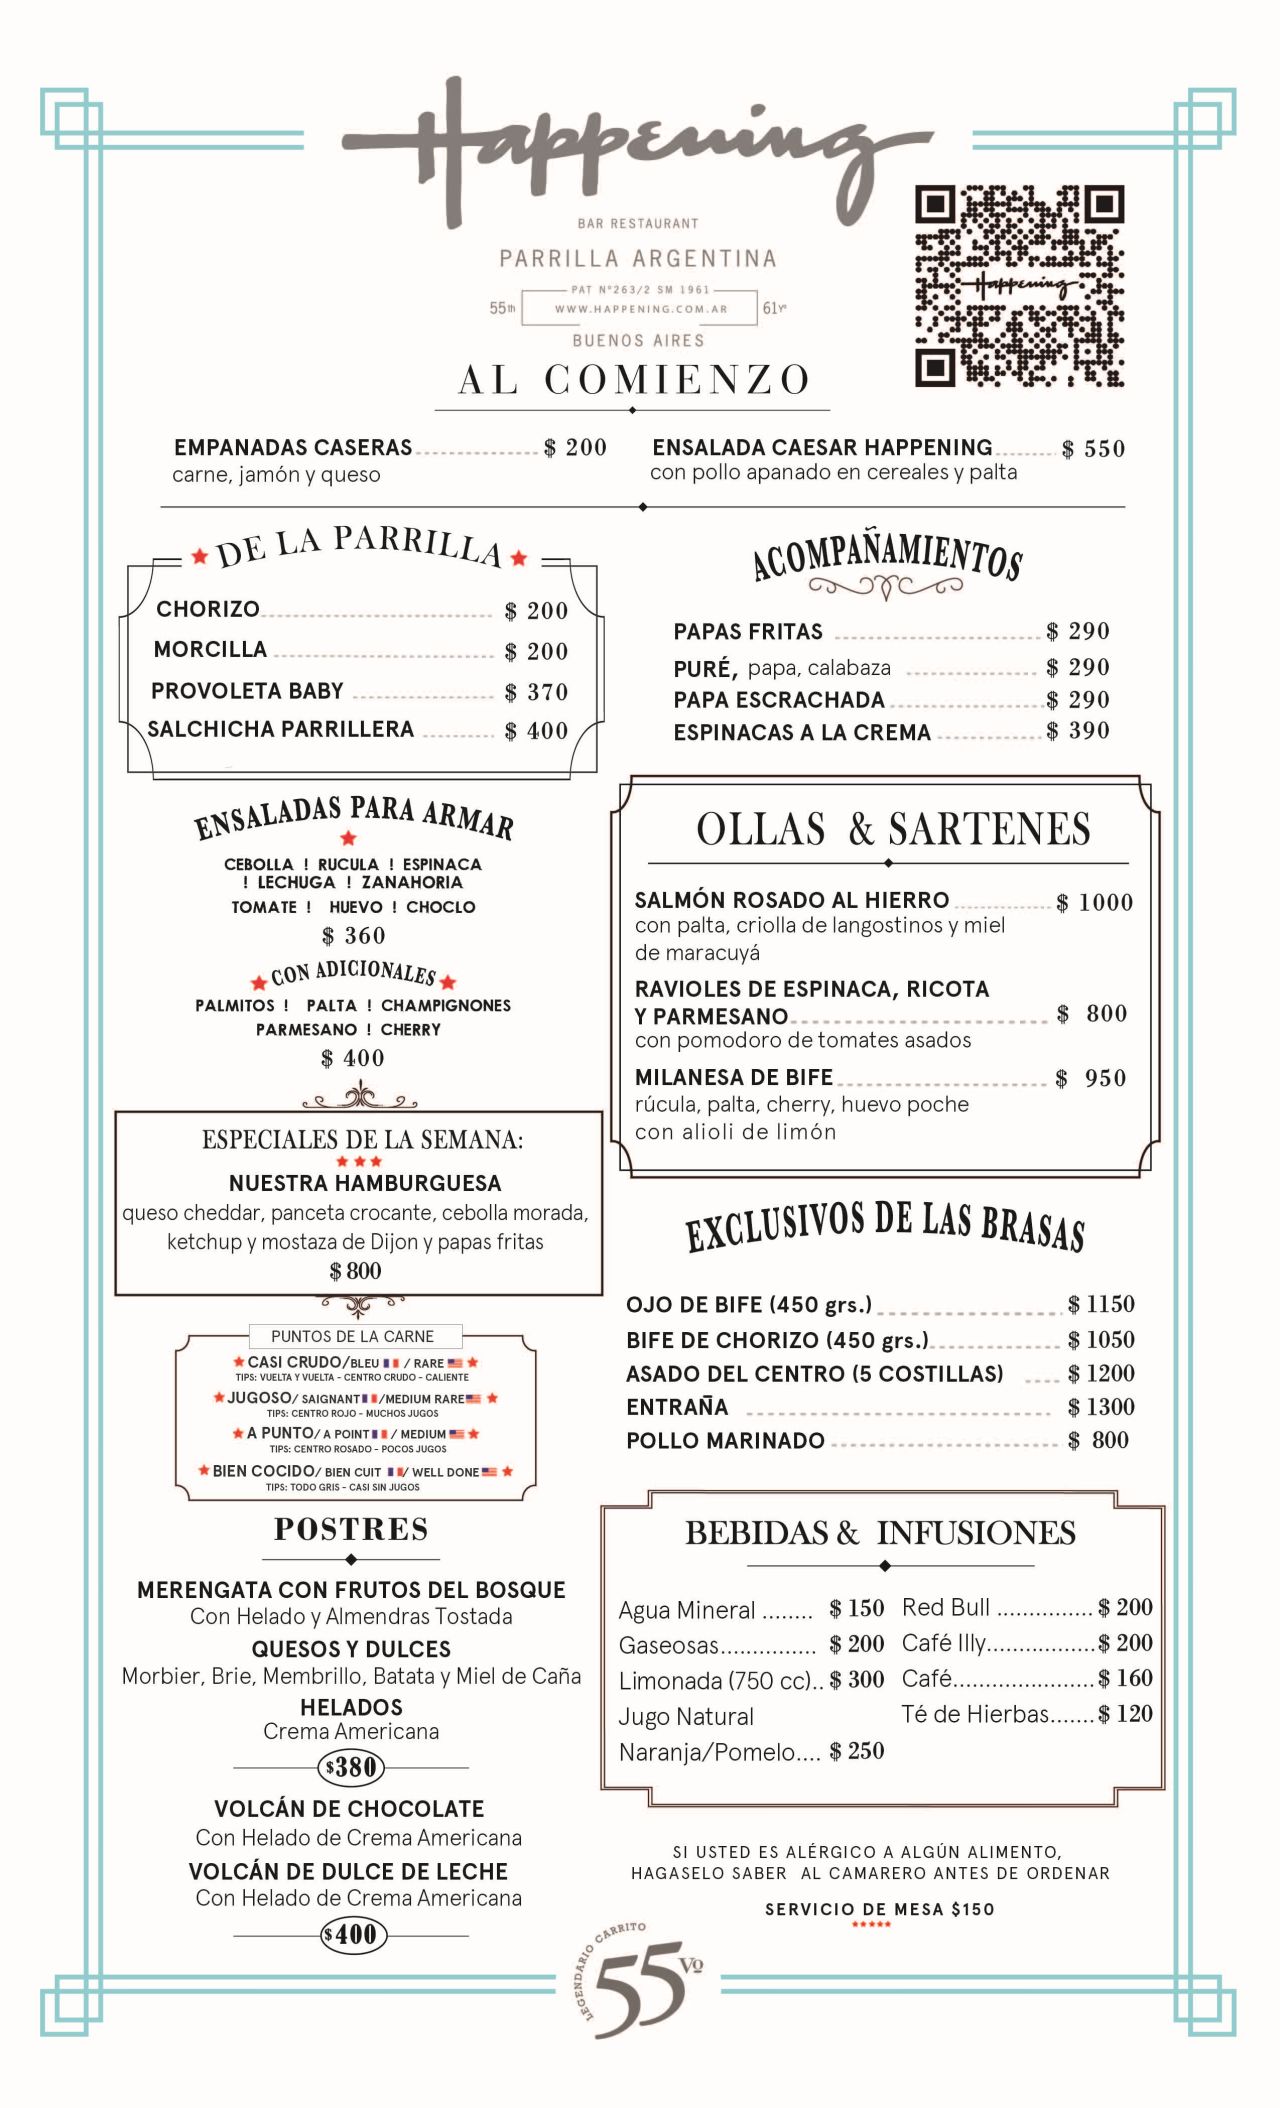 Happening
BAR RESTAURANT
PARRILLA ARGENTINA
PAT N°263/2 SM 1961
55th WWW.HAPPENING.COM.AR 61vº
BUENOS AIRES
Happening
AL COMIENZO
EMPANADAS CASERAS $ 200
carne, jamón y queso
ENSALADA CAESAR HAPPENING $ 550
con pollo apanado en cereales y palta
DE LA PARRILLA
CHORIZO $ 200
MORCILLA $ 200
PROVOLETA BABY $ 370
SALCHICHA PARRILLERA $ 400
ACOMPAÑAMIENTOS
PAPAS FRITAS $ 290
PURÉ, papa, calabaza $ 290
PAPA ESCRACHADA $ 290
ESPINACAS A LA CREMA $ 390
ENSALADAS PARA ARMAR
CEBOLLA ! RUCULA ! ESPINACA
! LECHUGA ! ZANAHORIA
TOMATE ! HUEVO ! CHOCLO
$ 360
CON ADICIONALES
PALMITOS ! PALTA ! CHAMPIGNONES
PARMESANO ! CHERRY
$ 400
OLLAS & SARTENES
SALMÓN ROSADO AL HIERRO $ 1000
con palta, criolla de langostinos y miel
de maracuyá
RAVIOLES DE ESPINACA, RICOTA
Y PARMESANO $ 800
con pomodoro de tomates asados
MILANESA DE BIFE $ 950
rúcula, palta, cherry, huevo poche
con alioli de limón
ESPECIALES DE LA SEMANA:
NUESTRA HAMBURGUESA
queso cheddar, panceta crocante, cebolla morada,
ketchup y mostaza de Dijon y papas fritas
$ 800
EXCLUSIVOS DE LAS BRASAS
OJO DE BIFE (450 grs.) $ 1150
BIFE DE CHORIZO (450 grs.) $ 1050
ASADO DEL CENTRO (5 COSTILLAS) $ 1200
ENTRAÑA $ 1300
POLLO MARINADO $ 800
PUNTOS DE LA CARNE
CASI CRUDO/BLEU / RARE
TIPS: VUELTA Y VUELTA - CENTRO CRUDO - CALIENTE
JUGOSO/ SAIGNANT /MEDIUM RARE
TIPS: CENTRO ROJO - MUCHOS JUGOS
A PUNTO/ A POINT / MEDIUM
TIPS: CENTRO ROSADO - POCOS JUGOS
BIEN COCIDO/ BIEN CUIT / WELL DONE
TIPS: TODO GRIS - CASI SIN JUGOS
POSTRES
MERENGATA CON FRUTOS DEL BOSQUE
Con Helado y Almendras Tostada
QUESOS Y DULCES
Morbier, Brie, Membrillo, Batata y Miel de Caña
HELADOS
Crema Americana
$380
VOLCÁN DE CHOCOLATE
Con Helado de Crema Americana
VOLCÁN DE DULCE DE LECHE
Con Helado de Crema Americana
$400
BEBIDAS & INFUSIONES
Agua Mineral ........ $ 150
Gaseosas............... $ 200
Limonada (750 cc).. $ 300
Jugo Natural
Naranja/Pomelo.... $ 250
Red Bull ............... $ 200
Café Illy................. $ 200
Café...................... $ 160
Té de Hierbas....... $ 120
SI USTED ES ALÉRGICO A ALGÚN ALIMENTO,
HAGASELO SABER AL CAMARERO ANTES DE ORDENAR
SERVICIO DE MESA $150
LEGENDARIO CARRITO
55 Vº